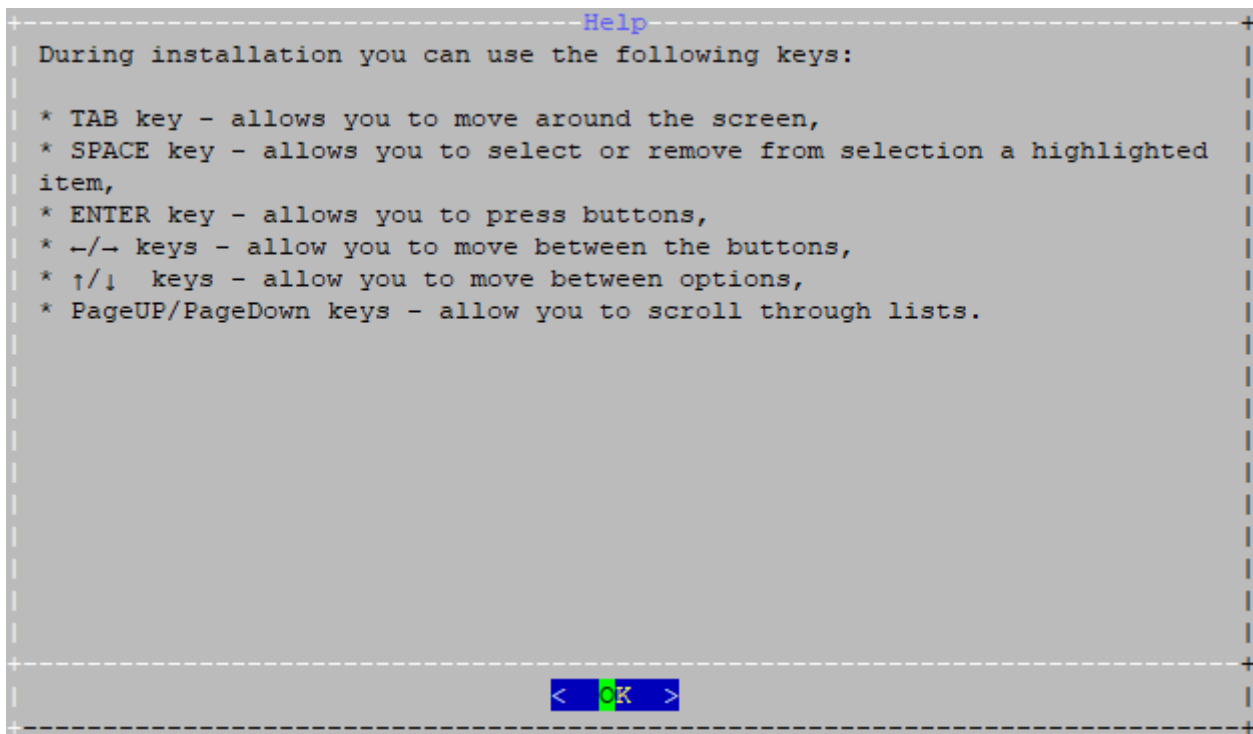 Help
During installation you can use the following keys:
* TAB key - allows you to move around the screen,
* SPACE key - allows you to select or remove from selection a highlighted
item,
* ENTER key - allows you to press buttons,
* ←/→ keys - allow you to move between the buttons,
* ↑/↓  keys - allow you to move between options,
* PageUP/PageDown keys - allow you to scroll through lists.
<  OK  >